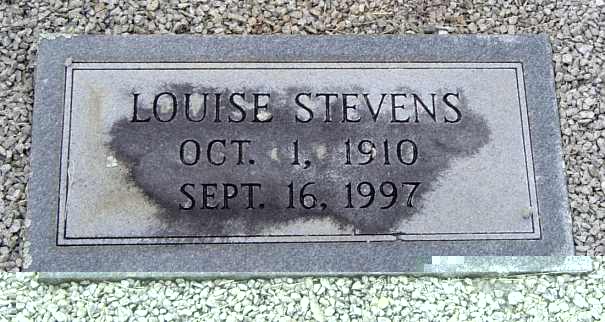 LOUISE STEVENS
OCT. 1, 1910
SEPT. 16, 1997